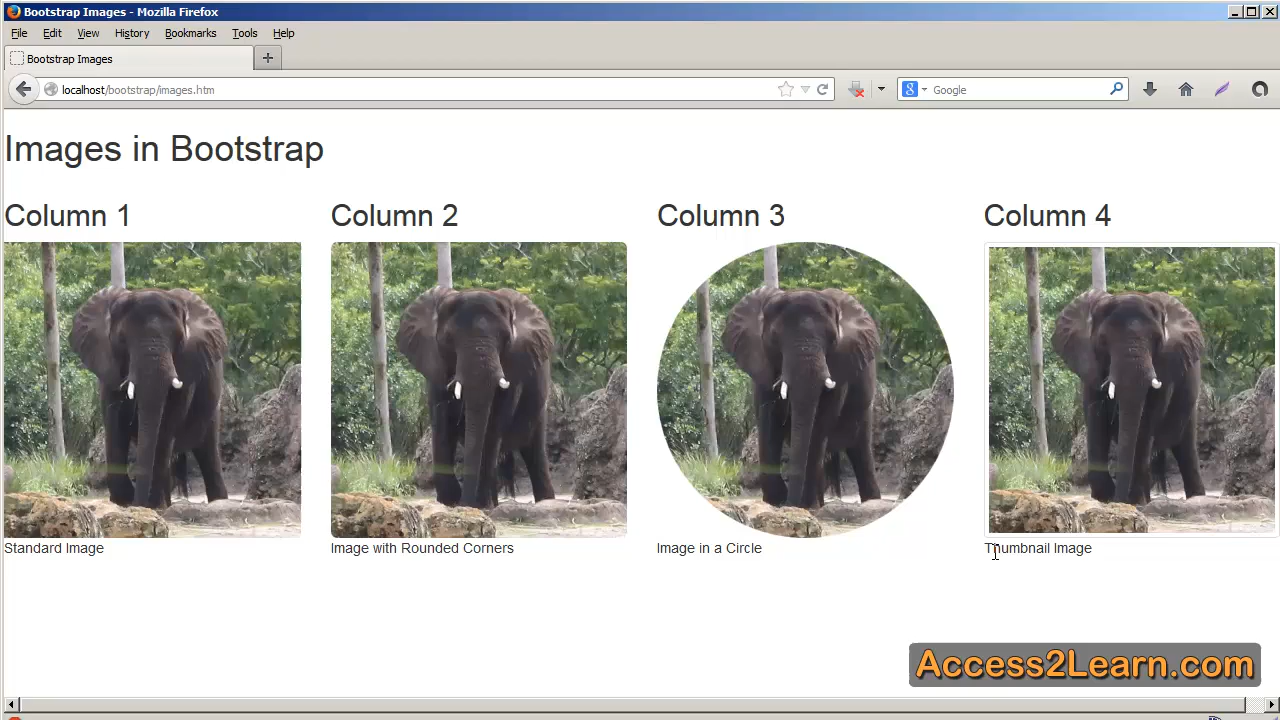 Bootstrap Images - Mozilla Firefox
File Edit View History Bookmarks Tools Help
Bootstrap Images
localhost/bootstrap/images.htm
Google
Images in Bootstrap
Column 1 Column 2 Column 3 Column 4
Standard Image Image with Rounded Corners Image in a Circle Thumbnail Image
Access2Learn.com